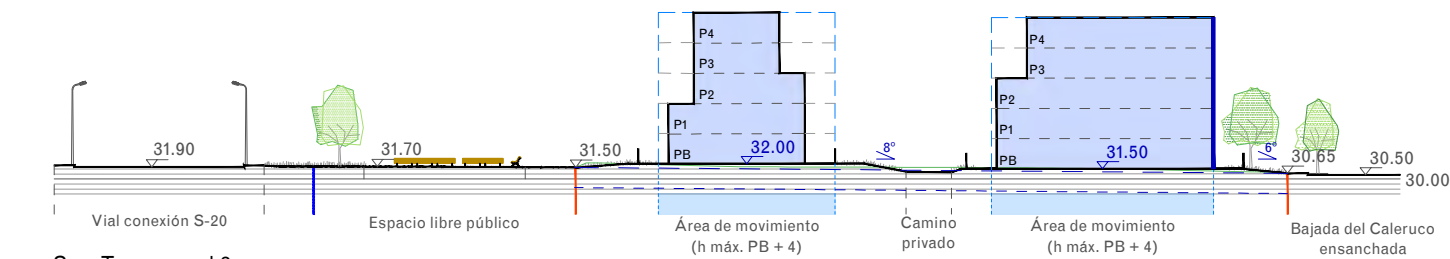 P4
P3
P2
P1
PB
P4
P3
P2
P1
PB
31.90
31.70
31.50
32.00
8°
31.50
6°
30.65
30.50
30.00
Vial conexión S-20
Espacio libre público
Área de movimiento
(h máx. PB + 4)
Camino
privado
Área de movimiento
(h máx. PB + 4)
Bajada del Caleruco
ensanchada